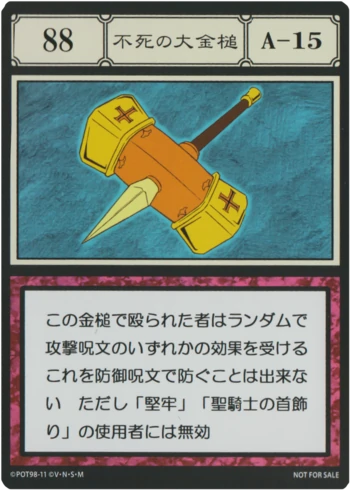 88 不死の大金槌 A-15
この金槌で殴られた者はランダムで
攻撃呪文のいずれかの効果を受ける
これを防御呪文で防ぐことは出来な
い　ただし「堅牢」「聖騎士の首飾
り」の使用者には無効
©POT98-11 ©V・N・S・M NOT FOR SALE